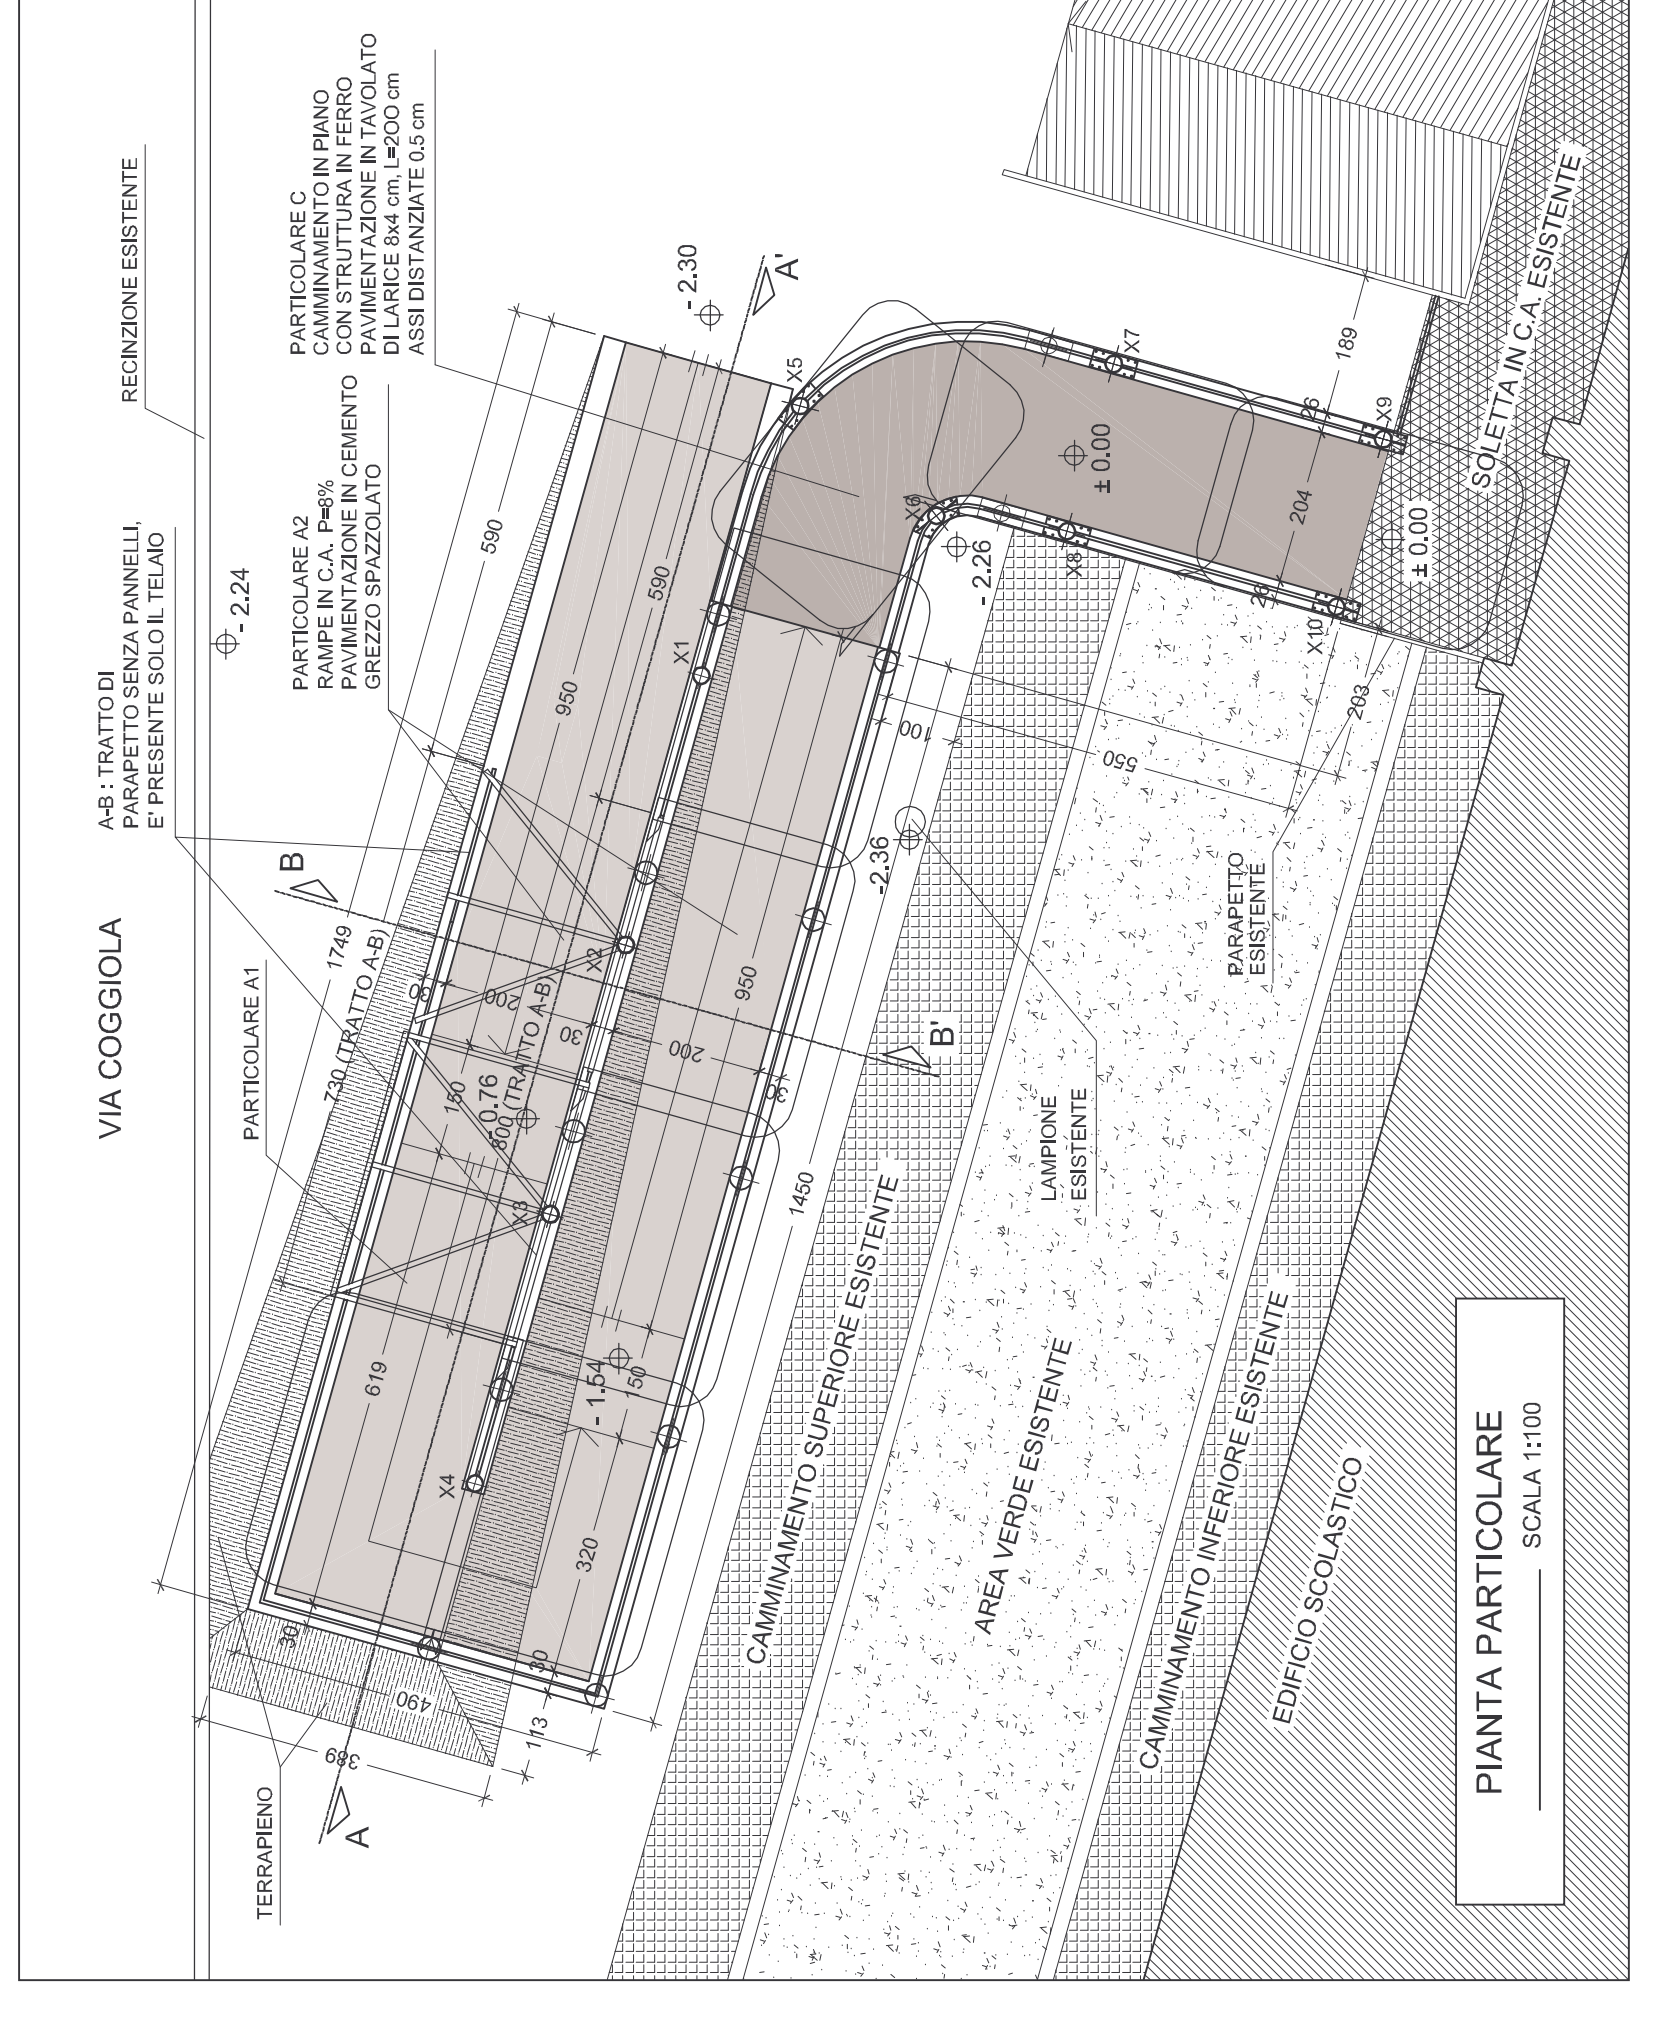 VIA COGGIOLA
RECINZIONE ESISTENTE
PARTICOLARE C
CAMMINAMENTO IN PIANO
CON STRUTTURA IN FERRO
PAVIMENTAZIONE IN TAVOLATO
DI LARICE 8x4 cm, L=200 cm
ASSI DISTANZIATE 0.5 cm
PARTICOLARE A2
RAMPE IN C.A. P=8%
PAVIMENTAZIONE IN CEMENTO
GREZZO SPAZZOLATO
A-B : TRATTO DI
PARAPETTO SENZA PANNELLI,
E' PRESENTE SOLO IL TELAIO
PARTICOLARE A1
TERRAPIENO
- 2.24
- 2.30
A'
B
1749
730 (TRATTO A-B)
590
590
950
X5
X7
189
26
X9
204
± 0.00
± 0.00
SOLETTA IN C.A. ESISTENTE
X6
- 2.26
X8
26
X10
203
X1
100
550
-2.36
PARAPETTO
ESISTENTE
X2
30
200
30
200
30
950
B'
150
- 0.76
800 (TRATTO A-B)
X3
LAMPIONE
ESISTENTE
1450
619
- 1.54
150
X4
320
30
30
490
389
113
A
CAMMINAMENTO SUPERIORE ESISTENTE
AREA VERDE ESISTENTE
CAMMINAMENTO INFERIORE ESISTENTE
EDIFICIO SCOLASTICO
PIANTA PARTICOLARE
SCALA 1:100